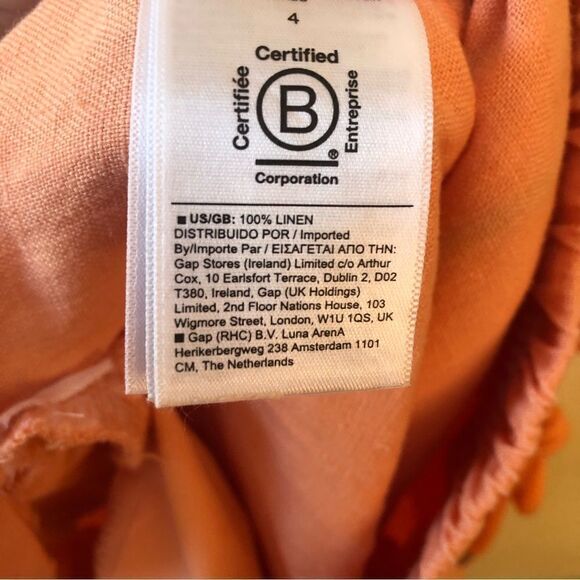 4
Certified
Certifiée
B
Entreprise
®
Corporation
■ US/GB: 100% LINEN
DISTRIBUIDO POR / Imported
By/Importe Par / ΕΙΣΑΓΕΤΑΙ ΑΠΟ ΤΗΝ:
Gap Stores (Ireland) Limited c/o Arthur
Cox, 10 Earlsfort Terrace, Dublin 2, D02
T380, Ireland, Gap (UK Holdings)
Limited, 2nd Floor Nations House, 103
Wigmore Street, London, W1U 1QS, UK
■ Gap (RHC) B.V. Luna ArenA
Herikerbergweg 238 Amsterdam 1101
CM, The Netherlands